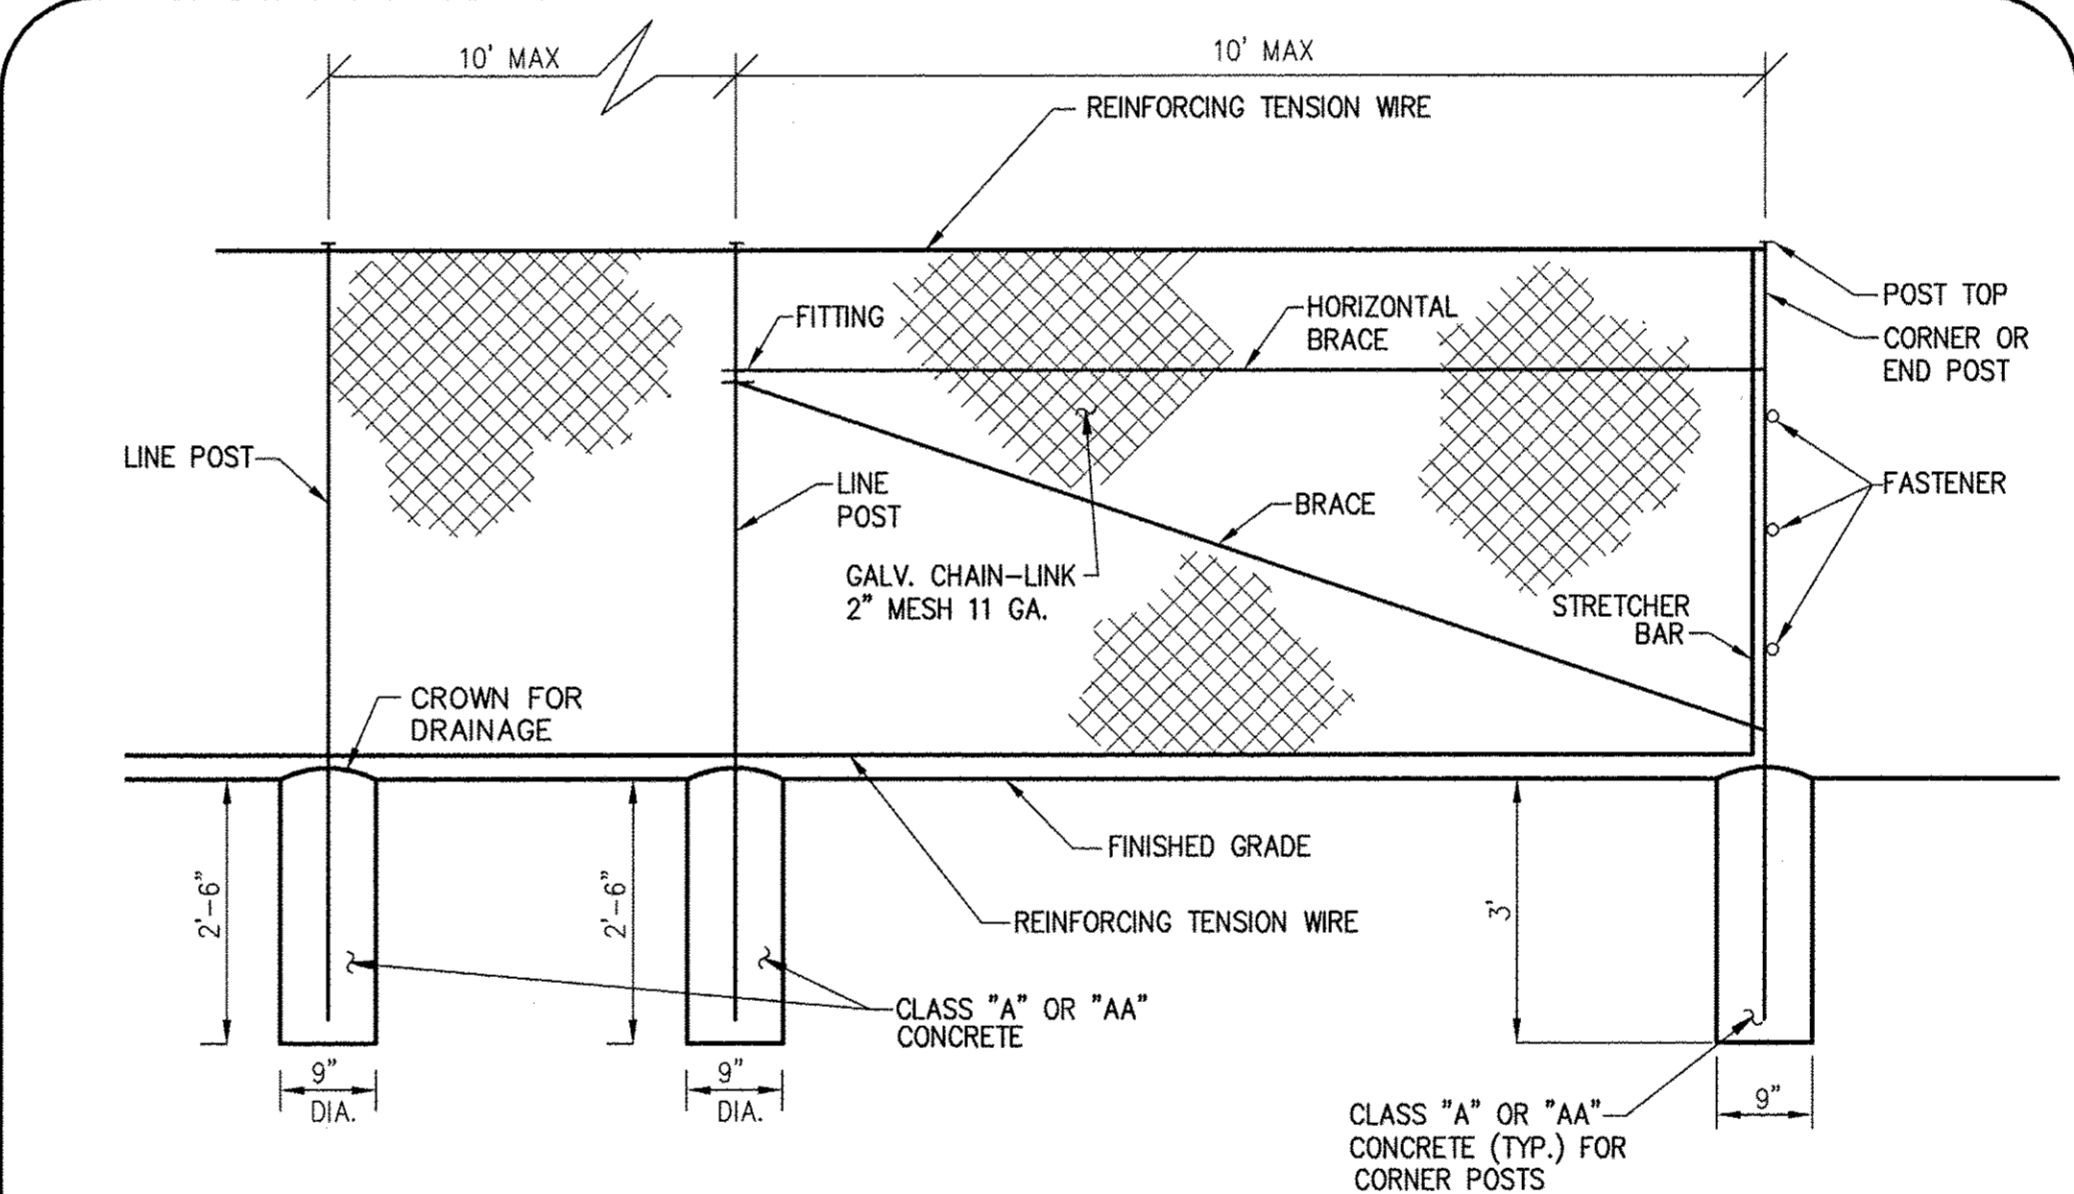 10' MAX
10' MAX
REINFORCING TENSION WIRE
POST TOP
FITTING
HORIZONTAL
BRACE
CORNER OR
END POST
LINE POST
LINE
POST
BRACE
FASTENER
GALV. CHAIN-LINK
2" MESH 11 GA.
STRETCHER
BAR
CROWN FOR
DRAINAGE
FINISHED GRADE
2'-6"
2'-6"
3'
REINFORCING TENSION WIRE
CLASS "A" OR "AA"
CONCRETE
9"
DIA.
9"
DIA.
9"
CLASS "A" OR "AA"
CONCRETE (TYP.) FOR
CORNER POSTS